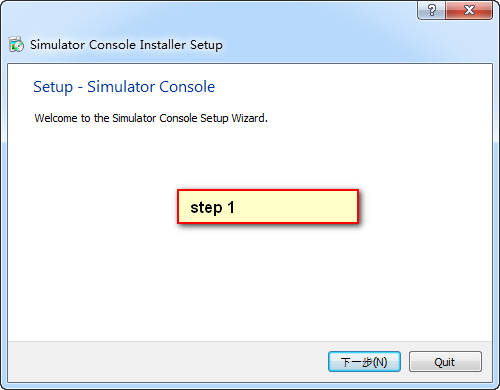 Simulator Console Installer Setup
Setup - Simulator Console
Welcome to the Simulator Console Setup Wizard.
step 1
下一步(N)
Quit